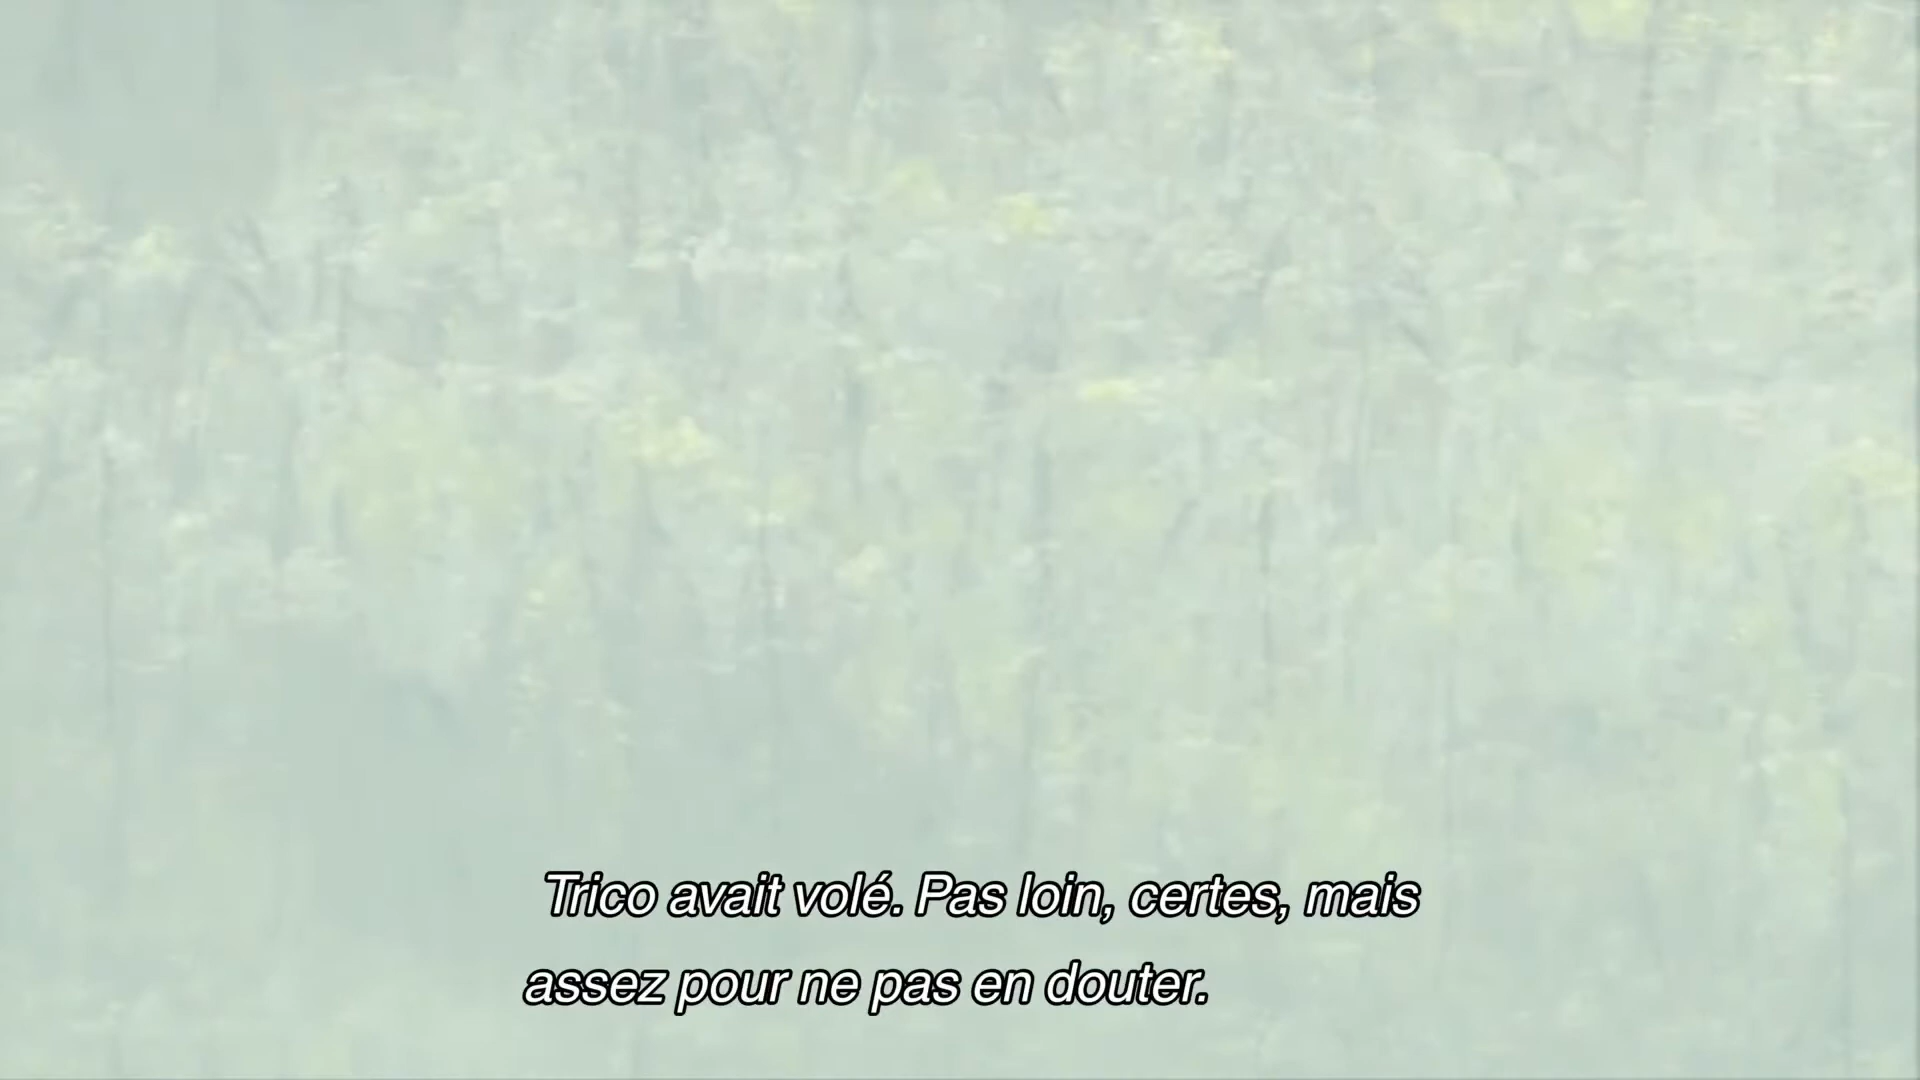 Trico avait volé. Pas loin, certes, mais
assez pour ne pas en douter.